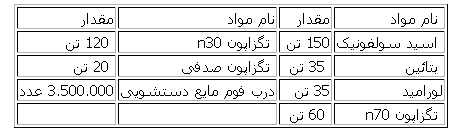 نام مواد مقدار نام مواد مقدار
اسید سولفونیک 150 تن تگزاپون n30 120 تن
بتائین 35 تن تگزاپون صدفی 20 تن
لورامید 35 تن درب فوم مایع دستشویی 3.500.000 عدد
تگزاپون n70 60 تن